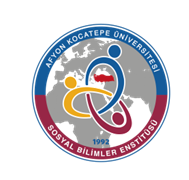 AFYON KOCATEPE ÜNİVERSİTESİ
1992
SOSYAL BİLİMLER ENSTİTÜSÜ